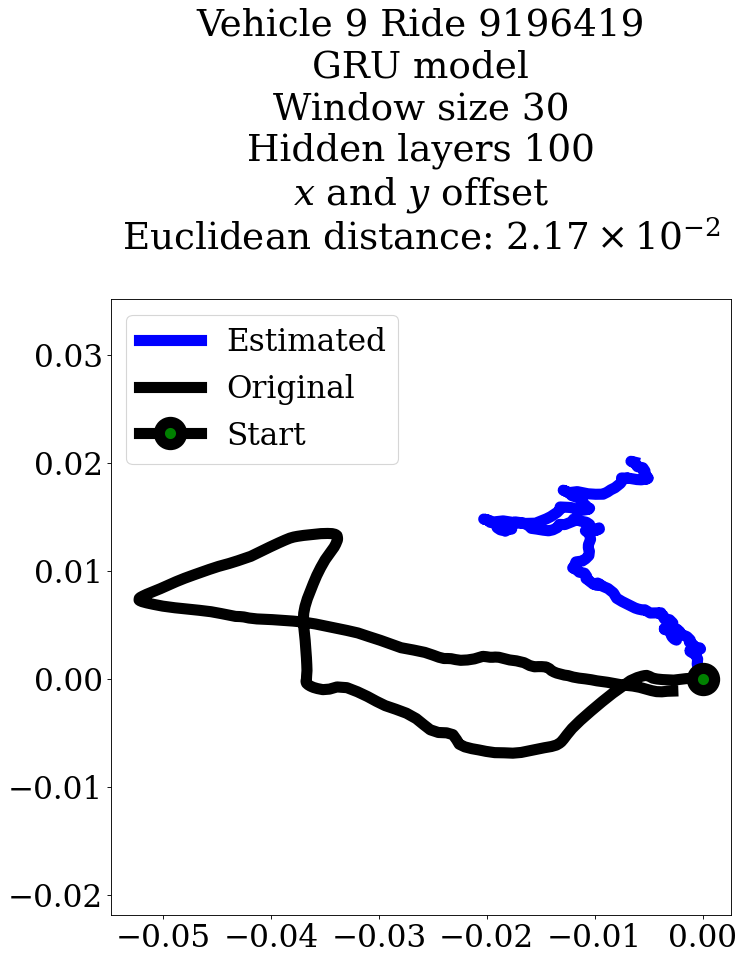 Vehicle 9 Ride 9196419
GRU model
Window size 30
Hidden layers 100
x and y offset
Euclidean distance: 2.17 × 10⁻²
Estimated
Original
Start
0.03
0.02
0.01
0.00
−0.01
−0.02
−0.05 −0.04 −0.03 −0.02 −0.01 0.00